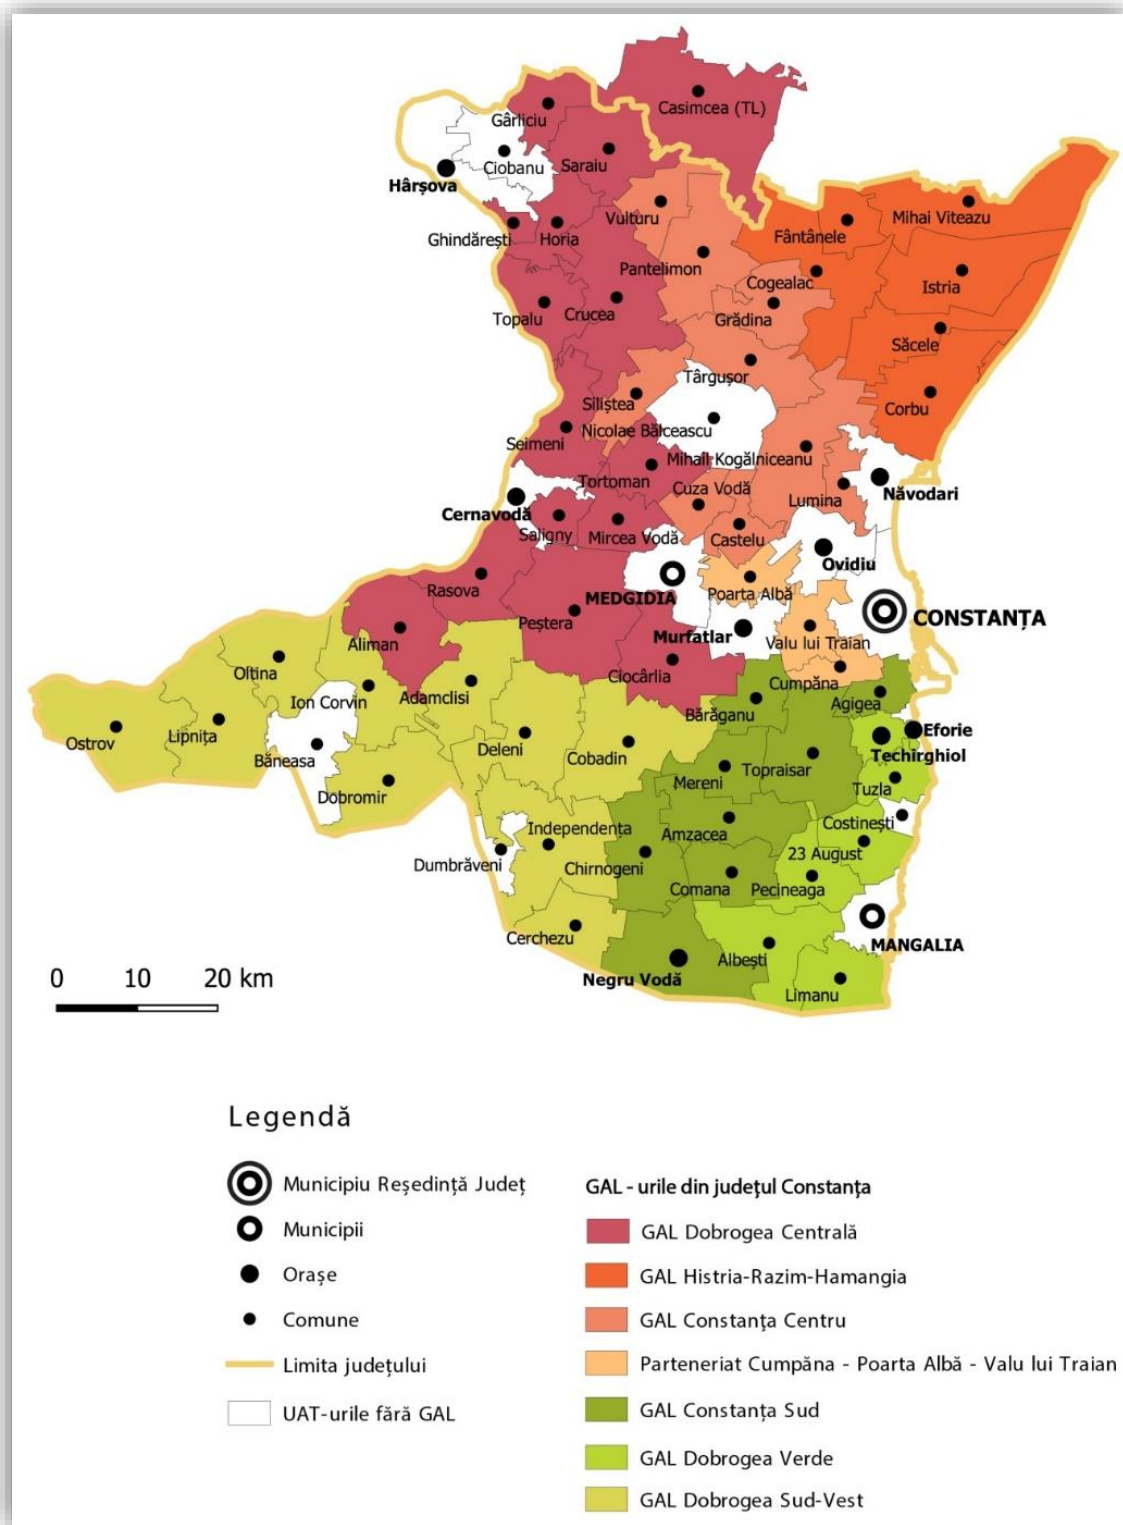 Casimcea (TL)
Gârliciu
Ciobanu
Saraiu
Hârșova
Vulturu
Mihai Viteazu
Fântânele
Ghindărești
Horia
Pantelimon
Cogealac
Istria
Topalu
Crucea
Grădina
Săcele
Târgușor
Siliștea
Corbu
Nicolae Bălcescu
Seimeni
Mihail Kogălniceanu
Tortoman
Cuza Vodă
Lumina
Năvodari
Cernavodă
Saligny
Mircea Vodă
Castelu
Ovidiu
Rasova
MEDGIDIA
Poarta Albă
CONSTANȚA
Peștera
Murfatlar
Valu lui Traian
Aliman
Ciocârlia
Cumpăna
Oltina
Ion Corvin
Adamclisi
Bărăganu
Agigea
Ostrov
Lipnița
Băneasa
Deleni
Cobadin
Eforie
Techirghiol
Topraisar
Mereni
Tuzla
Dobromir
Costinești
Independența
Amzacea
23 August
Dumbrăveni
Chirnogeni
Comana
Pecineaga
Cerchezu
MANGALIA
Albești
Negru Vodă
Limanu
0 10 20 km
Legendă
Municipiu Reședință Județ
Municipii
Orașe
Comune
Limita județului
UAT-urile fără GAL
GAL - urile din județul Constanța
GAL Dobrogea Centrală
GAL Histria-Razim-Hamangia
GAL Constanța Centru
Parteneriat Cumpăna - Poarta Albă - Valu lui Traian
GAL Constanța Sud
GAL Dobrogea Verde
GAL Dobrogea Sud-Vest